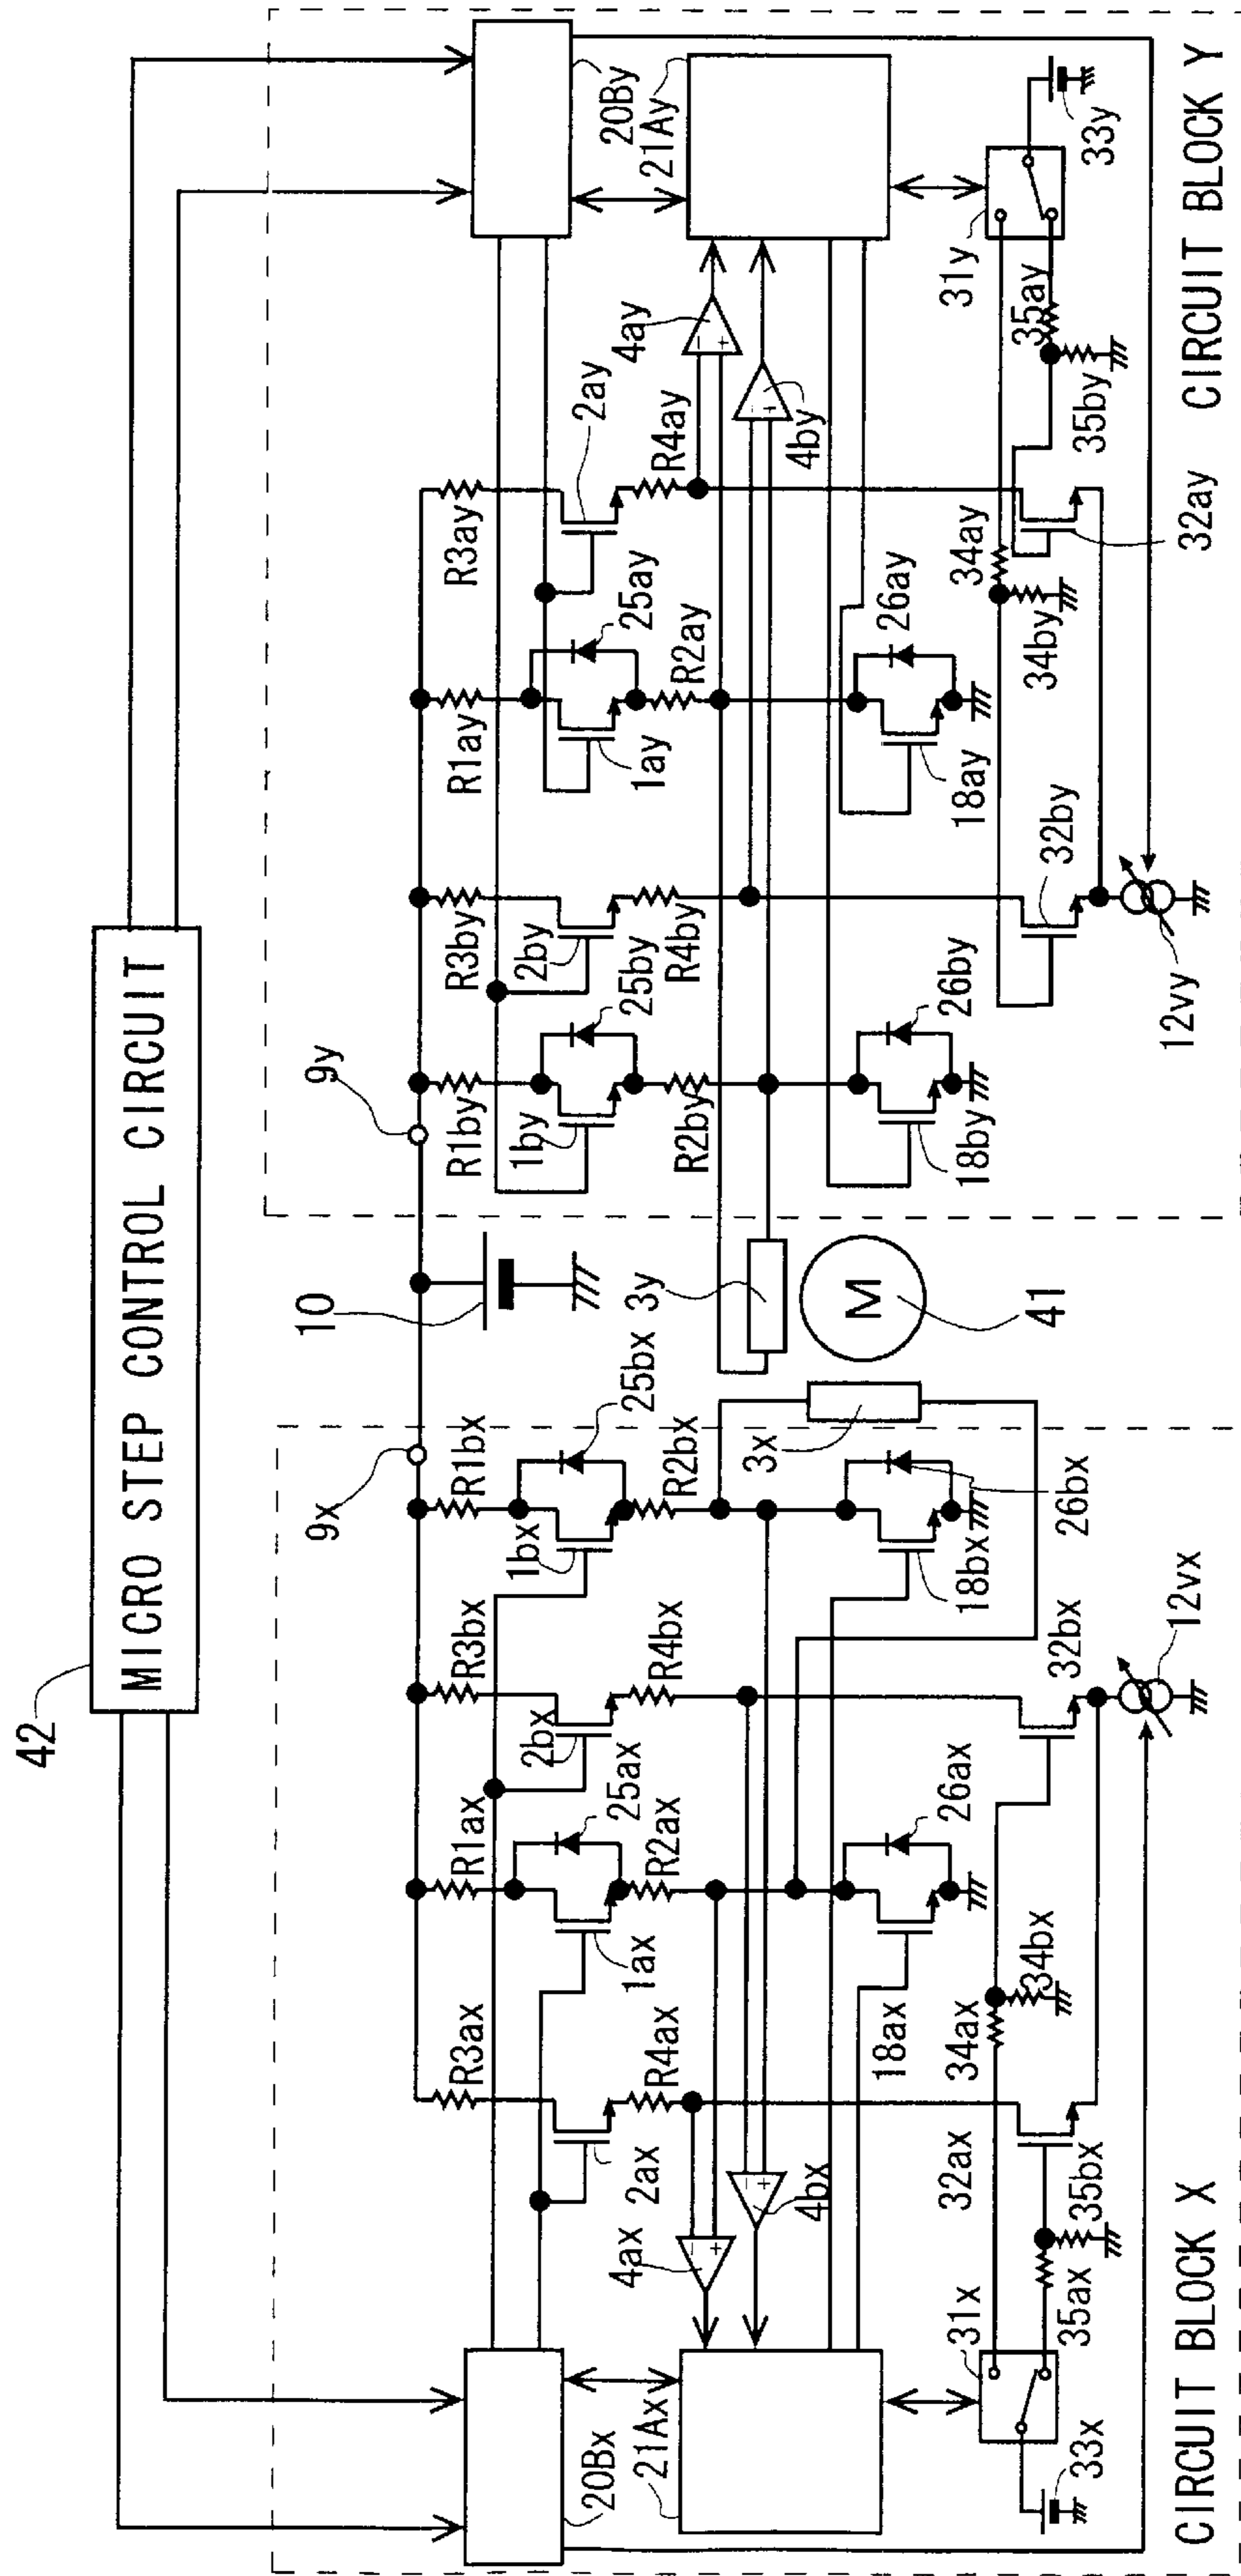 42
MICRO STEP CONTROL CIRCUIT
9x
10
9y
R3ax
R1ax
R3bx
R1bx
R1by
R3by
R1ay
R3ay
2ax
1ax
25ax
2bx
1bx
25bx
1by
25by
2by
1ay
25ay
2ay
20Bx
20By
R4ax
R2ax
R4bx
R2bx
3y
R2by
R4by
R2ay
R4ay
4ax
4ay
21Ax
21Ay
4bx
4by
− +
− +
− +
− +
3x
M
41
18ax
26ax
18bx
26bx
18by
26by
18ay
26ay
31x
32ax
34ax
34bx
32bx
32by
34by
34ay
35ay
31y
33x
35ax
35bx
12vx
12vy
32ay
35by
33y
CIRCUIT BLOCK X
CIRCUIT BLOCK Y